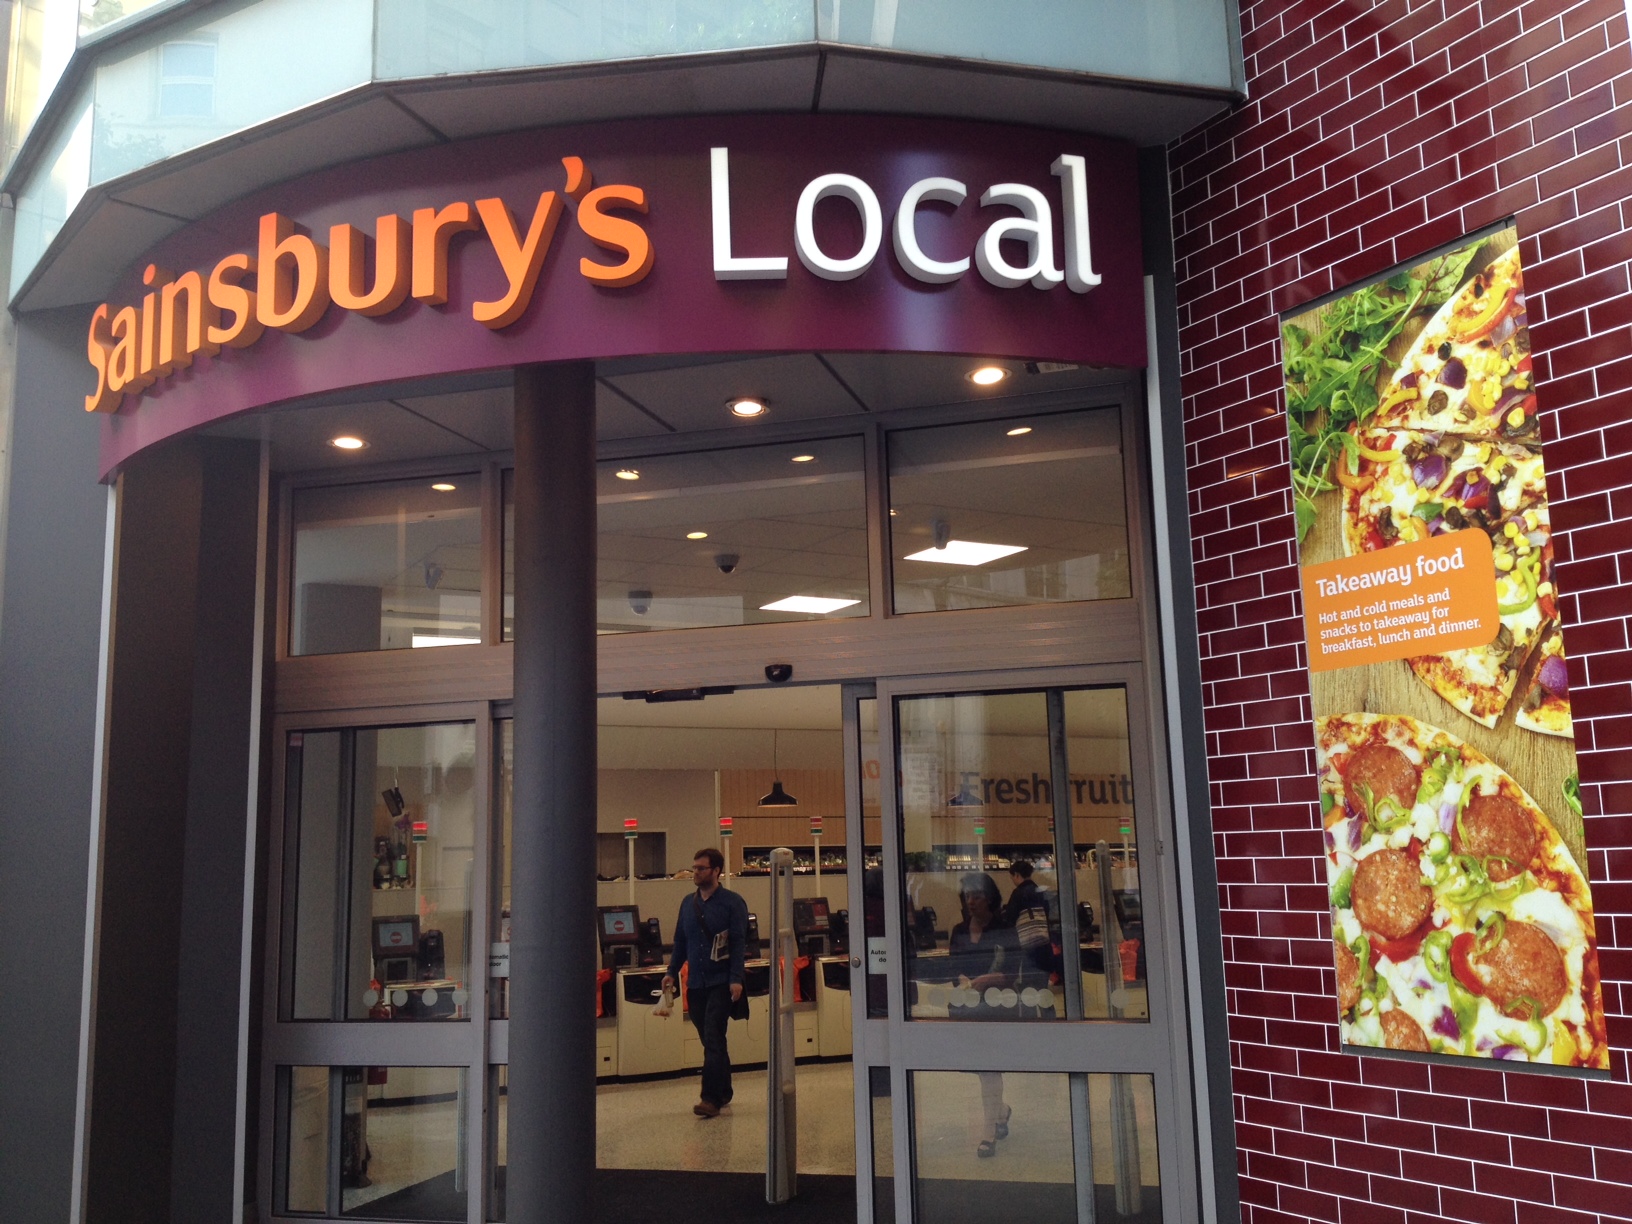 Sainsbury's Local
Takeaway food
Hot and cold meals and
snacks to takeaway for
breakfast, lunch and dinner.
Fresh fruit